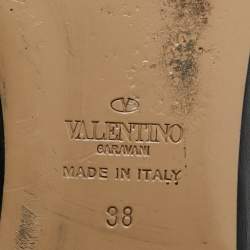 VALENTINO
GARAVANI
MADE IN ITALY
38